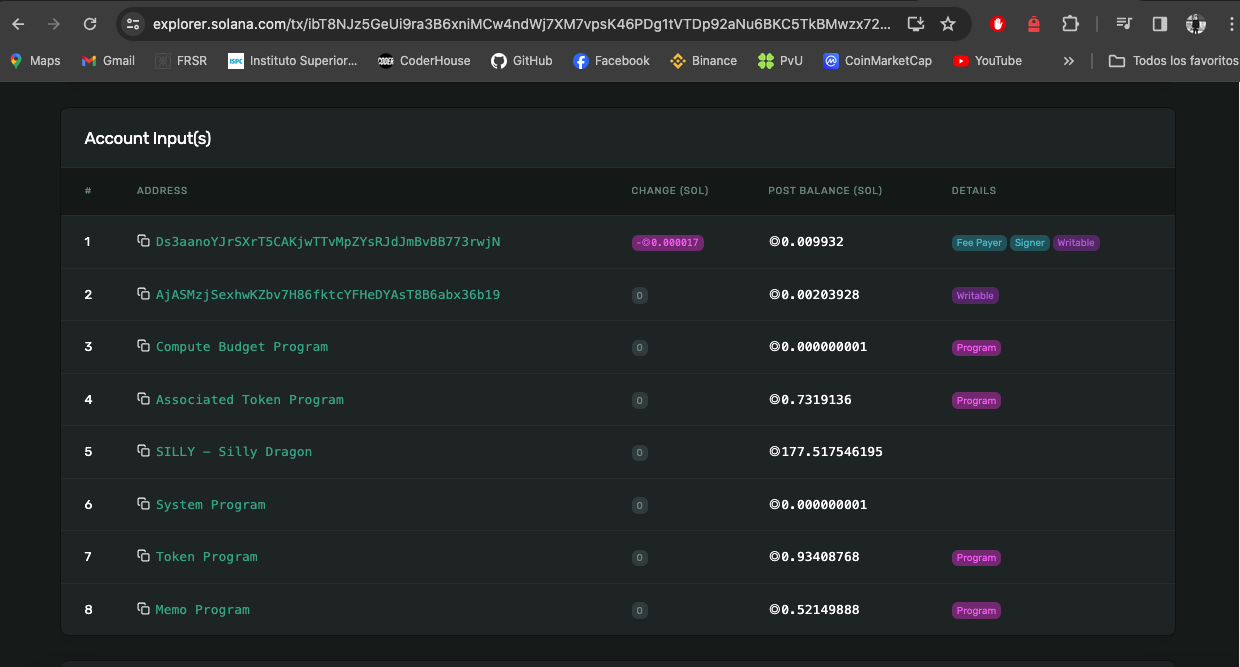 explorer.solana.com/tx/ibT8NJz5GeUi9ra3B6xniMCw4ndWj7XM7vpsK46PDg1tVTDp92aNu6BKC5TkBMwzx72...
Maps Gmail FRSR Instituto Superior... CoderHouse GitHub Facebook Binance PvU CoinMarketCap YouTube » Todos los favoritos
Account Input(s)
# ADDRESS CHANGE (SOL) POST BALANCE (SOL) DETAILS
1 Ds3aanoYJrSXrT5CAKjwTTvMpZYsRJdJmBvBB773rwjN -◎0.000017 ◎0.009932 Fee Payer Signer Writable
2 AjASMzjSexhwKZbv7H86fktcYFHeDYAsT8B6abx36b19 0 ◎0.00203928 Writable
3 Compute Budget Program 0 ◎0.000000001 Program
4 Associated Token Program 0 ◎0.7319136 Program
5 SILLY - Silly Dragon 0 ◎177.517546195
6 System Program 0 ◎0.000000001
7 Token Program 0 ◎0.93408768 Program
8 Memo Program 0 ◎0.52149888 Program